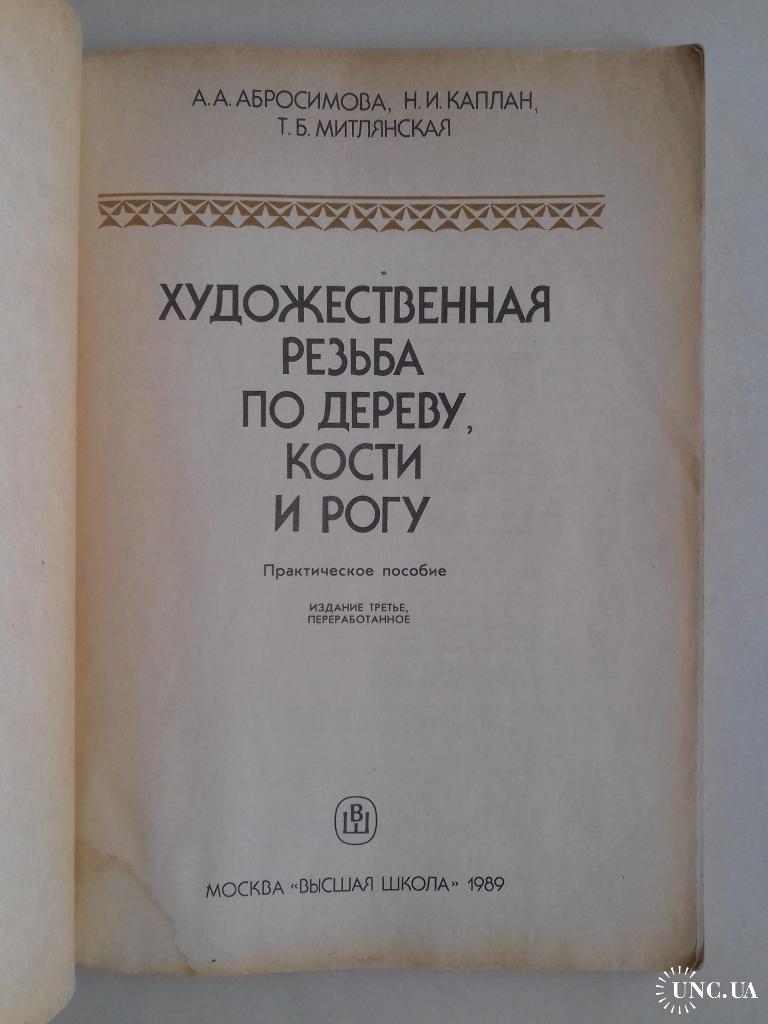 А. А. АБРОСИМОВА, Н. И. КАПЛАН,
Т. Б. МИТЛЯНСКАЯ
ХУДОЖЕСТВЕННАЯ
РЕЗЬБА
ПО ДЕРЕВУ,
КОСТИ
И РОГУ
Практическое пособие
ИЗДАНИЕ ТРЕТЬЕ,
ПЕРЕРАБОТАННОЕ
ВШ
МОСКВА «ВЫСШАЯ ШКОЛА» 1989
UNC.UA